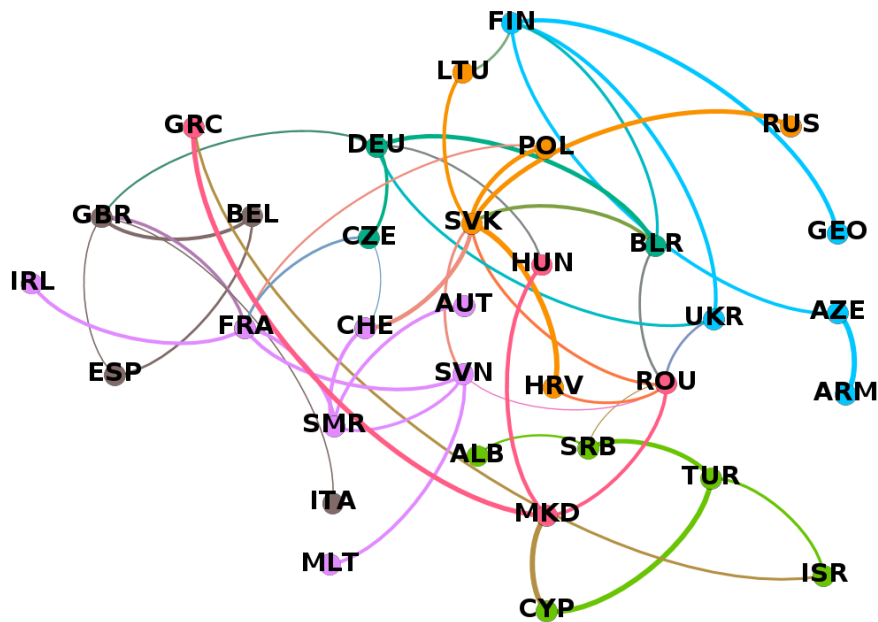 FIN
LTU
GRC
RUS
DEU
POL
GBR
BEL
SVK
GEO
CZE
BLR
HUN
IRL
AUT
AZE
FRA
CHE
UKR
ESP
SVN
HRV
ROU
ARM
SMR
ALB
SRB
TUR
ITA
MKD
MLT
ISR
CYP